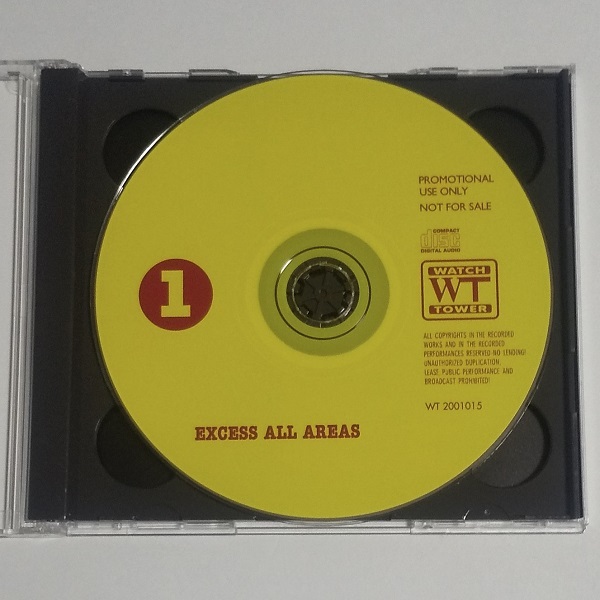 PROMOTIONAL
USE ONLY
NOT FOR SALE
COMPACT
disc
DIGITAL AUDIO
1
WATCH
WT
TOWER
ALL COPYRIGHTS IN THE RECORDED
WORKS AND IN THE RECORDED
PERFORMANCES RESERVED-NO LENDING!
UNAUTHORIZED DUPLICATION,
LEASE, PUBLIC PERFORMANCE AND
BROADCAST PROHIBITED!
WT 2001015
EXCESS ALL AREAS